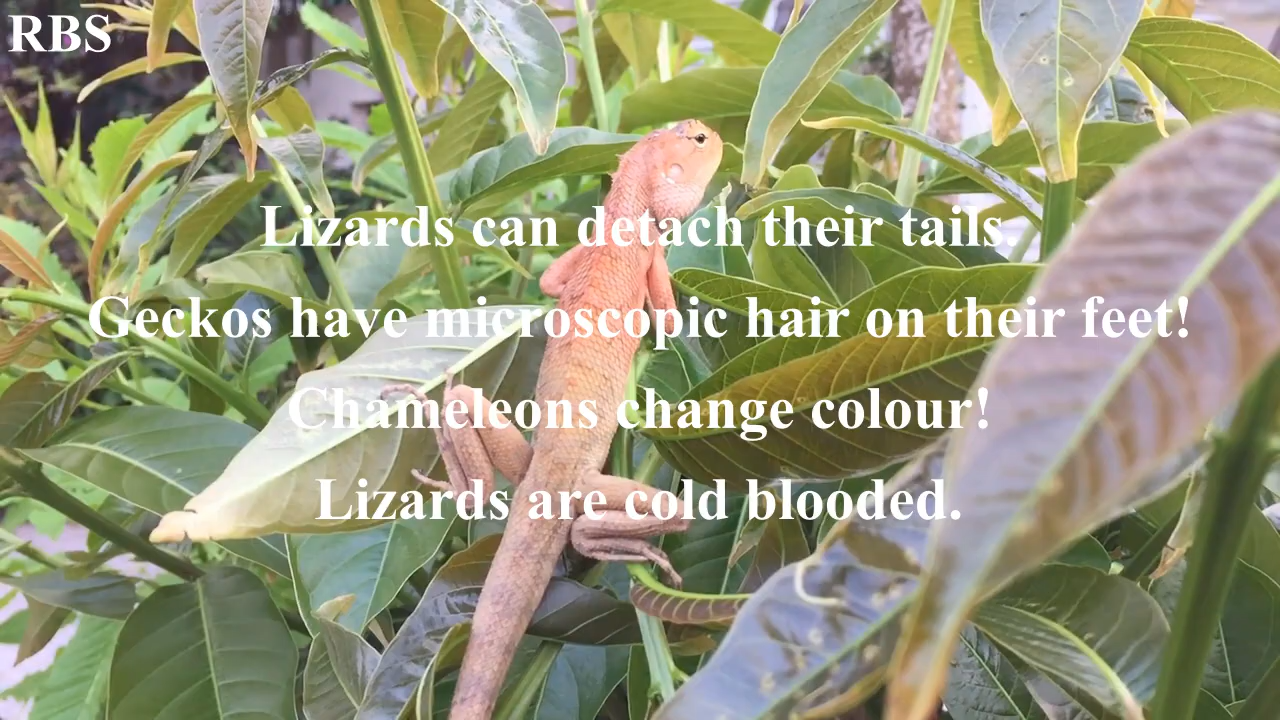 RBS
Lizards can detach their tails.
Geckos have microscopic hair on their feet!
Chameleons change colour!
Lizards are cold blooded.